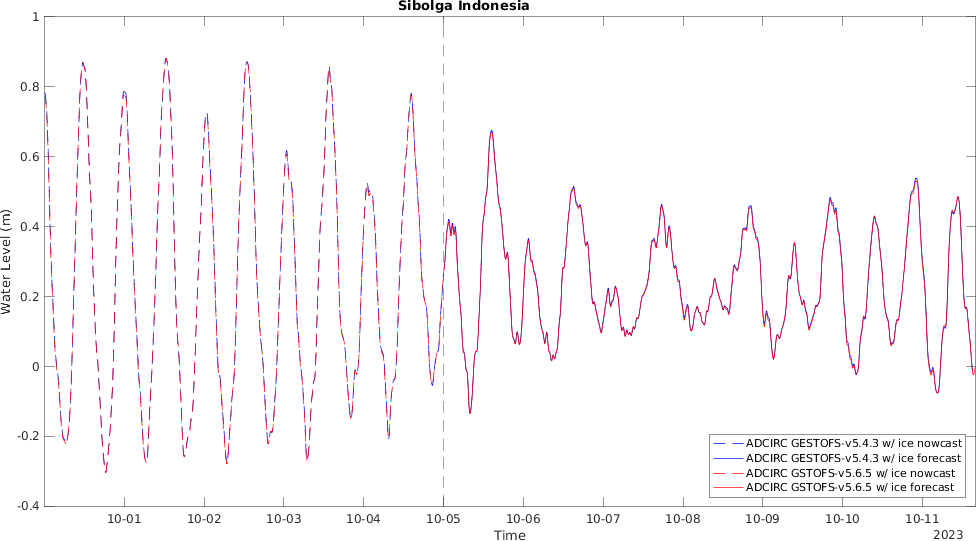 Sibolga Indonesia
1
0.8
0.6
0.4
0.2
0
-0.2
-0.4
Water Level (m)
10-01 10-02 10-03 10-04 10-05 10-06 10-07 10-08 10-09 10-10 10-11
Time
2023
ADCIRC GESTOFS-v5.4.3 w/ ice nowcast
ADCIRC GESTOFS-v5.4.3 w/ ice forecast
ADCIRC GSTOFS-v5.6.5 w/ ice nowcast
ADCIRC GSTOFS-v5.6.5 w/ ice forecast